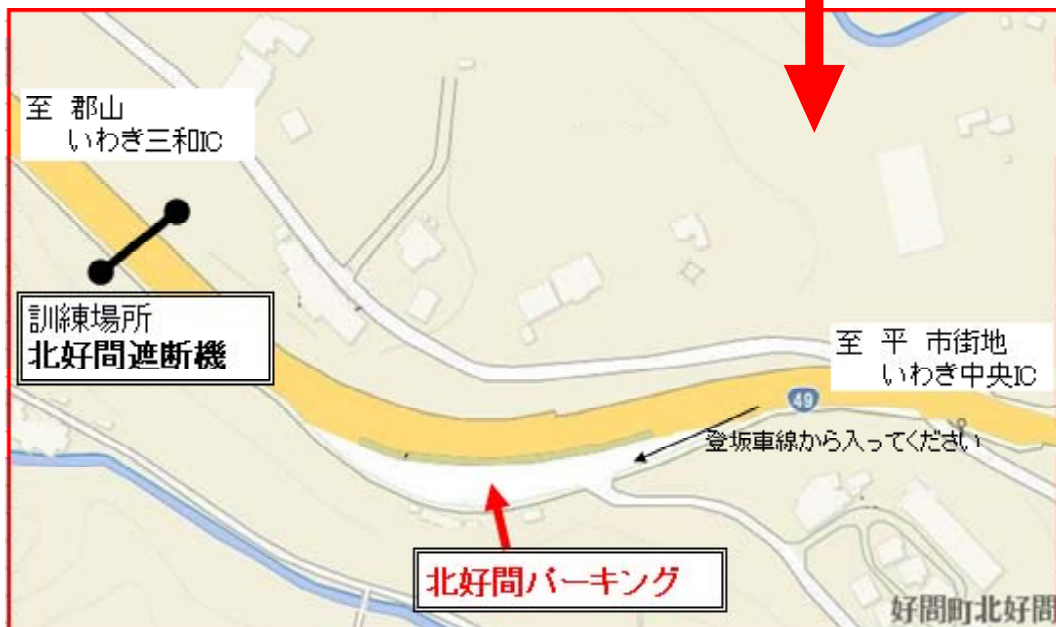 至 郡山
いわき三和IC
訓練場所
北好間遮断機
至 平 市街地
いわき中央IC
49
登坂車線から入ってください
北好間パーキング
好間町北好間